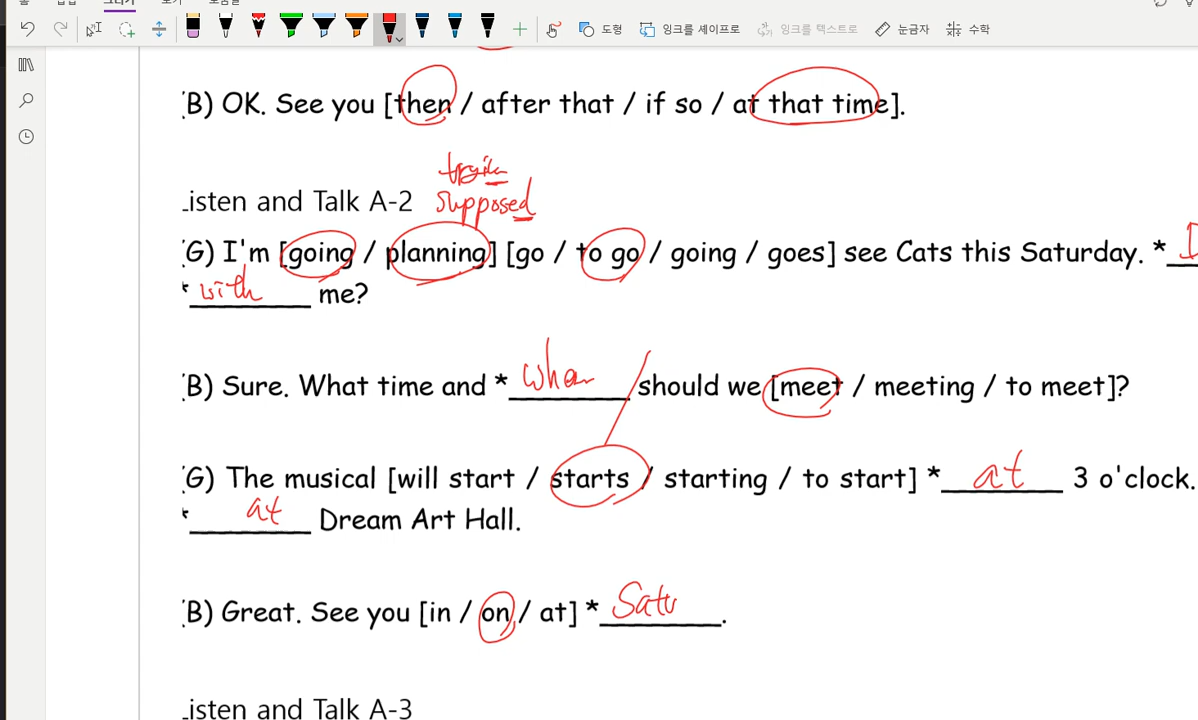 도형 잉크를 셰이프로 잉크를 텍스트로 눈금자 수학
B) OK. See you [then / after that / if so / at that time].
supposed
Listen and Talk A-2
G) I'm [going / planning] [go / to go / going / goes] see Cats this Saturday. *
* with me?
B) Sure. What time and * should we [meet / meeting / to meet]?
G) The musical [will start / starts / starting / to start] * at 3 o'clock.
* at Dream Art Hall.
B) Great. See you [in / on / at] * Satu.
Listen and Talk A-3